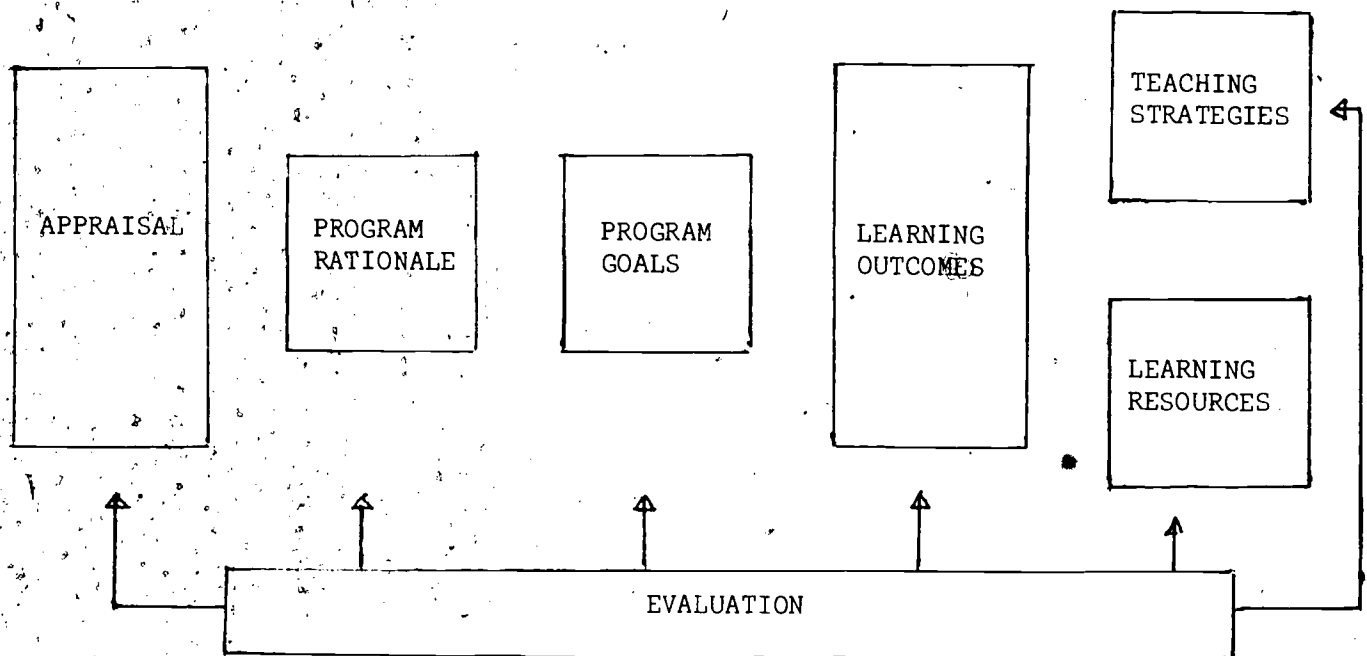 APPRAISAL
PROGRAM
RATIONALE
PROGRAM
GOALS
LEARNING
OUTCOMES
TEACHING
STRATEGIES
LEARNING
RESOURCES
EVALUATION